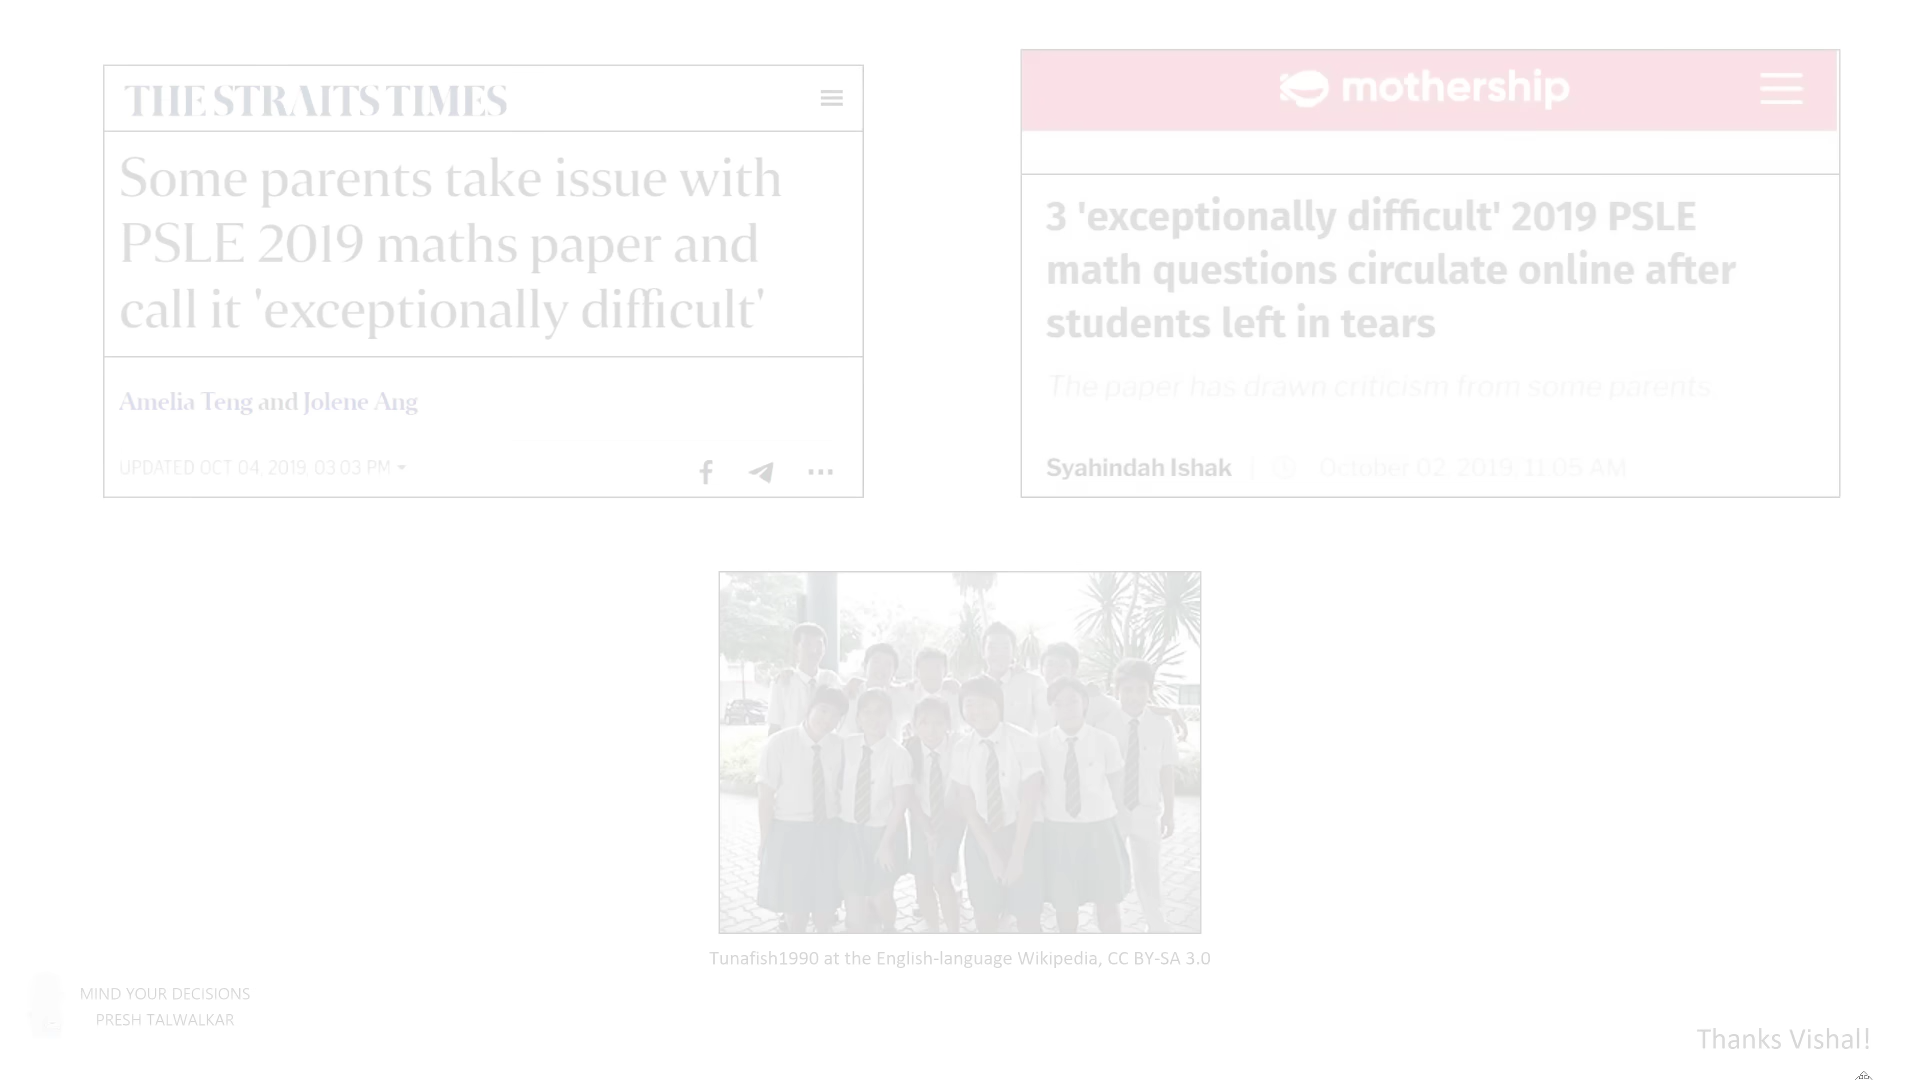 THE STRAITS TIMES
Some parents take issue with
PSLE 2019 maths paper and
call it 'exceptionally difficult'
Amelia Teng and Jolene Ang
UPDATED OCT 04, 2019, 03:03 PM
mothership
3 'exceptionally difficult' 2019 PSLE
math questions circulate online after
students left in tears
The paper has drawn criticism from some parents.
Syahindah Ishak | October 02, 2019, 11:05 AM
Tunafish1990 at the English-language Wikipedia, CC BY-SA 3.0
MIND YOUR DECISIONS
PRESH TALWALKAR
Thanks Vishal!